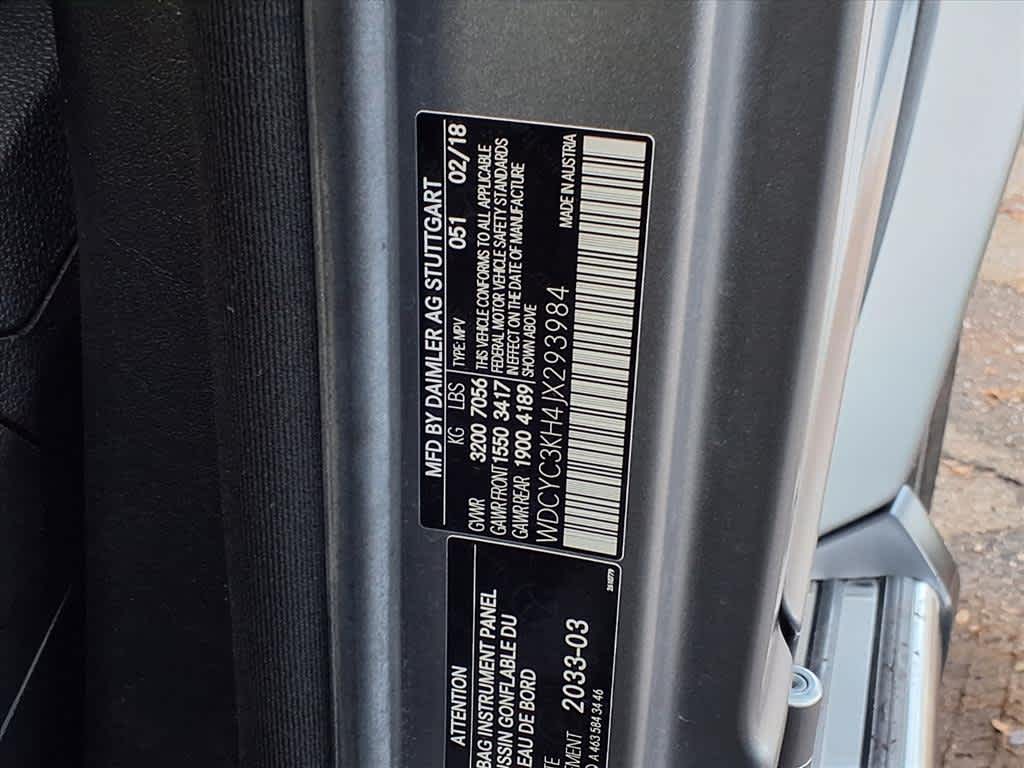 MFD BY DAIMLER AG STUTTGART
KG LBS TYPE: MPV 051 02/18
GVWR 3200 7056
GAWR FRONT 1550 3417
GAWR REAR 1900 4189
THIS VEHICLE CONFORMS TO ALL APPLICABLE
FEDERAL MOTOR VEHICLE SAFETY STANDARDS
IN EFFECT ON THE DATE OF MANUFACTURE
SHOWN ABOVE
WDCYC3KH4JX293984 MADE IN AUSTRIA
ATTENTION
BAG INSTRUMENT PANEL
SSIN GONFLABLE DU
EAU DE BORD
TE
MENT 2033-03
A 463 584 34 46